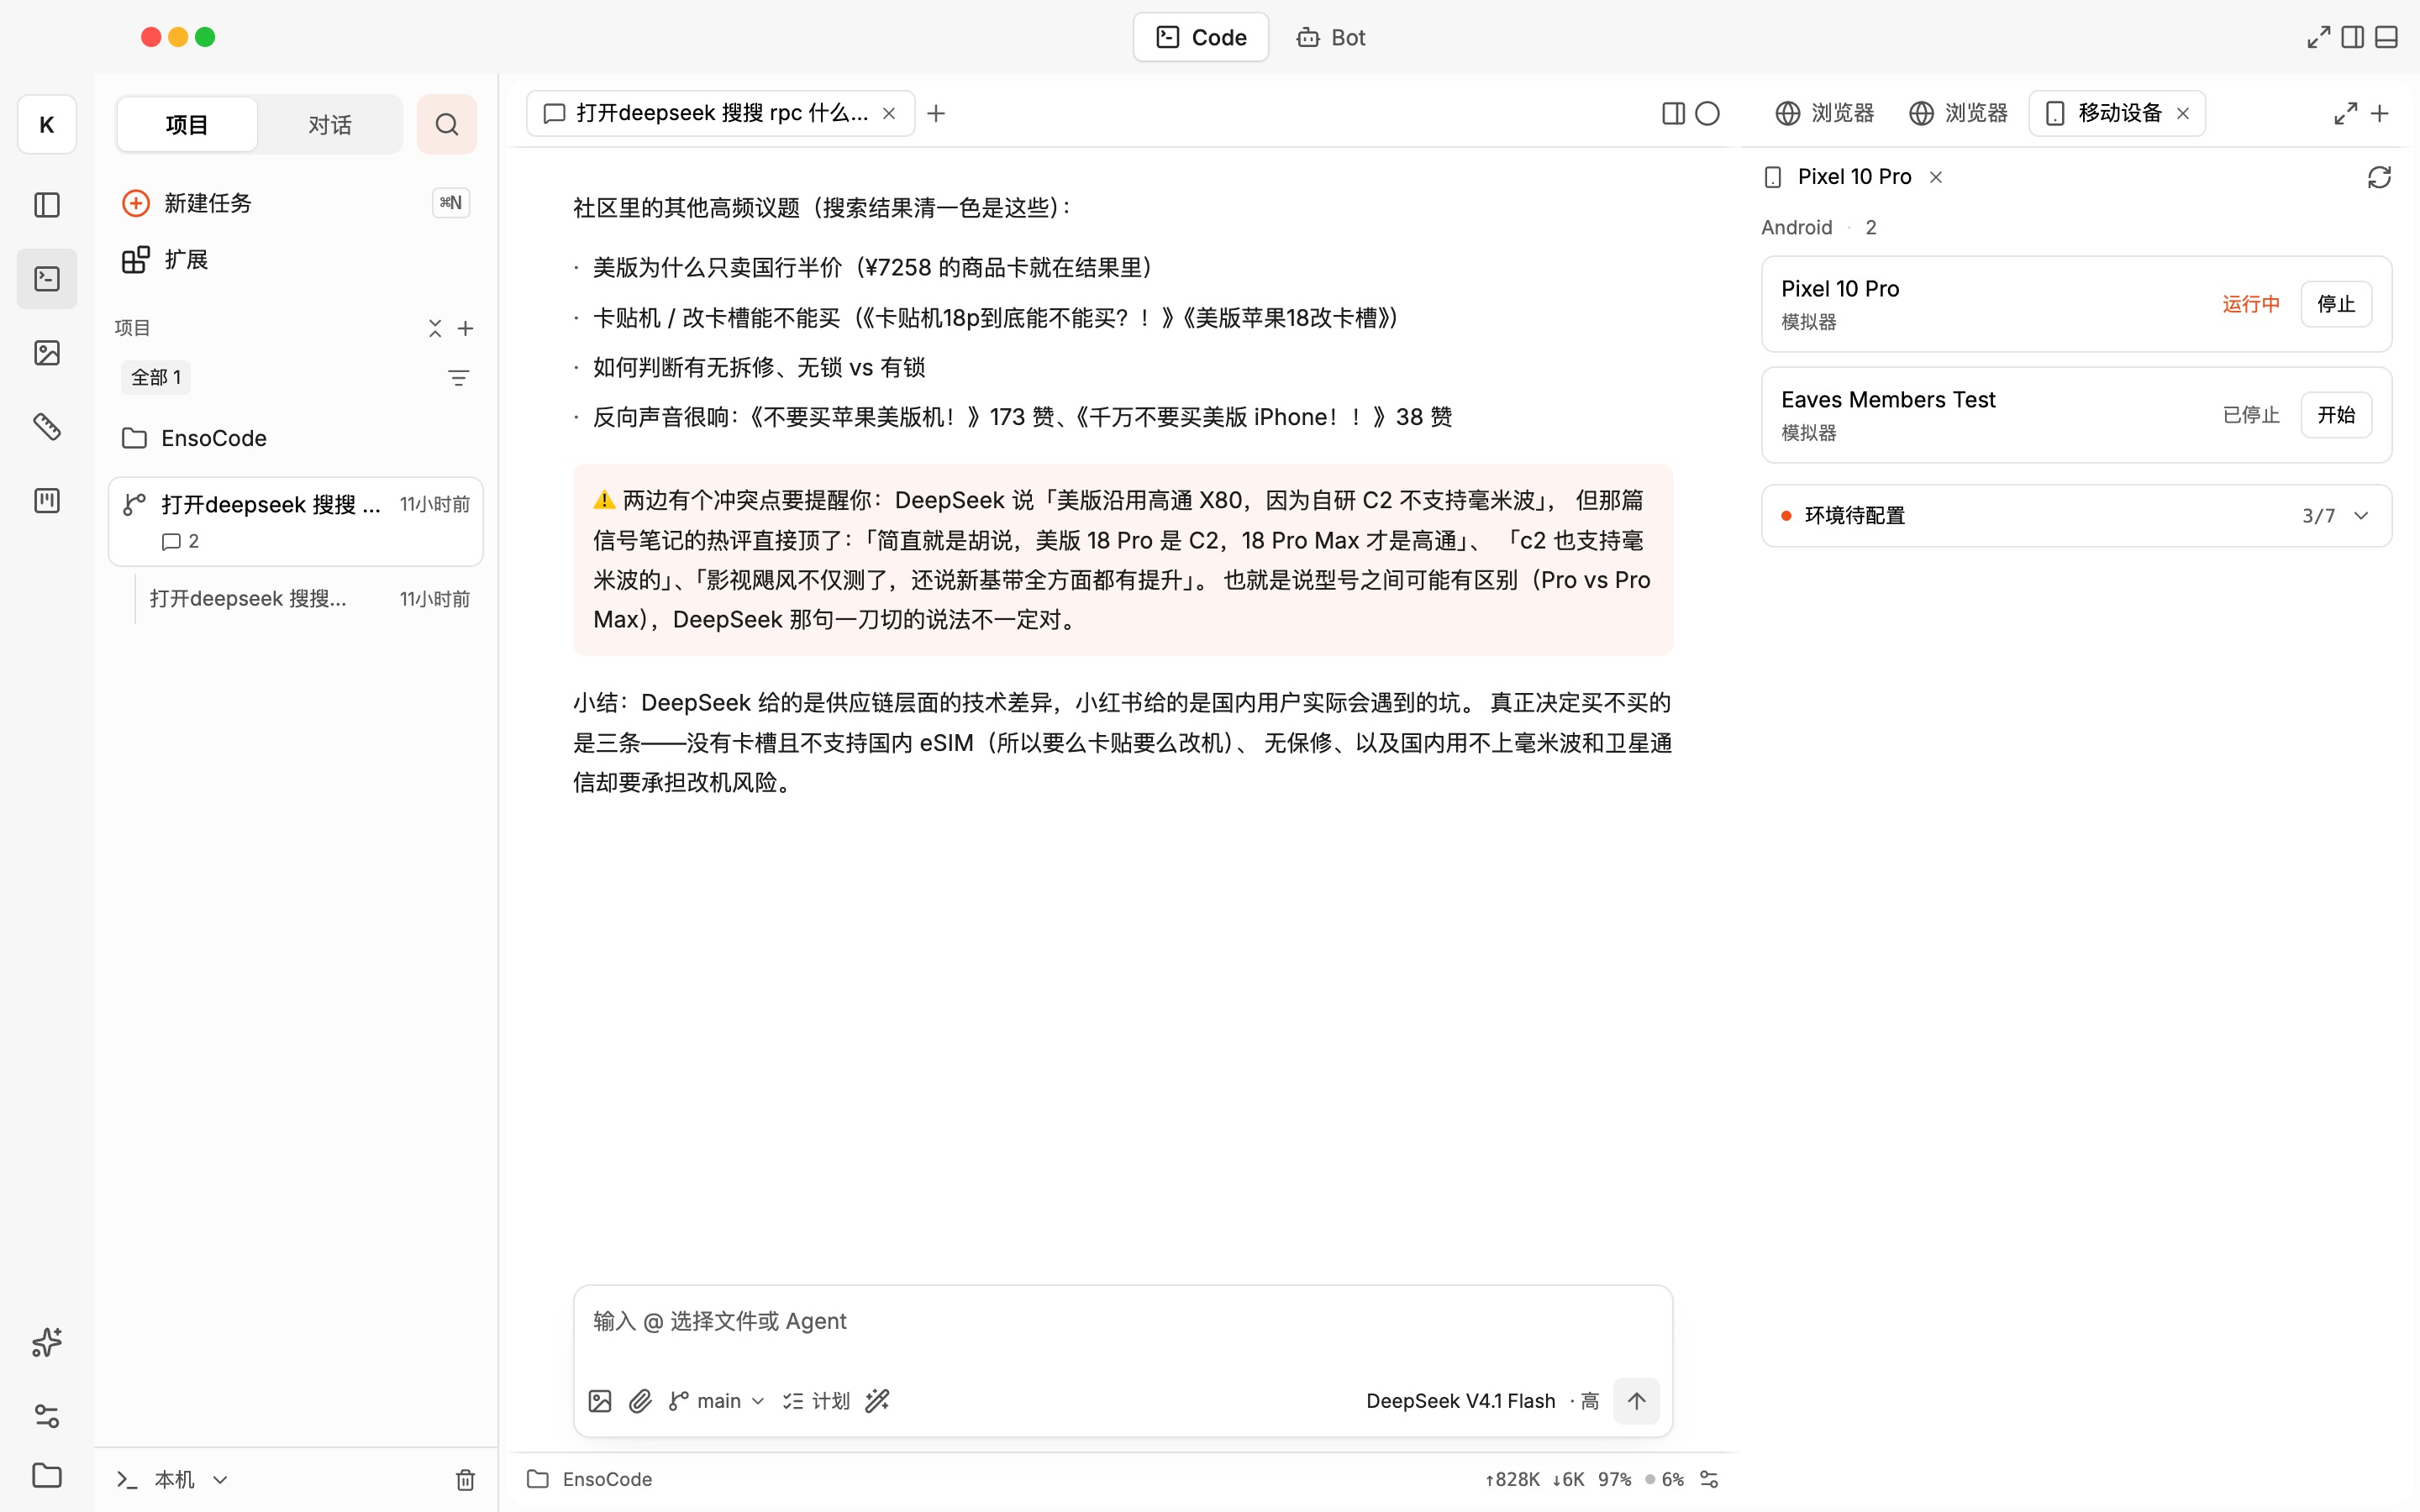 Code
Bot
K
项目
对话
新建任务
⌘N
扩展
项目
全部 1
EnsoCode
打开deepseek 搜搜 ...
11小时前
2
打开deepseek 搜搜...
11小时前
本机
打开deepseek 搜搜 rpc 什么...
社区里的其他高频议题（搜索结果清一色是这些）：
· 美版为什么只卖国行半价（¥7258 的商品卡就在结果里）
· 卡贴机 / 改卡槽能不能买（《卡贴机18p到底能不能买？！》《美版苹果18改卡槽》）
· 如何判断有无拆修、无锁 vs 有锁
· 反向声音很响：《不要买苹果美版机！》173 赞、《千万不要买美版 iPhone！！》38 赞
⚠️ 两边有个冲突点要提醒你：DeepSeek 说「美版沿用高通 X80，因为自研 C2 不支持毫米波」， 但那篇
信号笔记的热评直接顶了：「简直就是胡说，美版 18 Pro 是 C2，18 Pro Max 才是高通」、 「c2 也支持毫
米波的」、「影视飓风不仅测了，还说新基带全方面都有提升」。 也就是说型号之间可能有区别（Pro vs Pro
Max），DeepSeek 那句一刀切的说法不一定对。
小结：DeepSeek 给的是供应链层面的技术差异，小红书给的是国内用户实际会遇到的坑。 真正决定买不买的
是三条——没有卡槽且不支持国内 eSIM（所以要么卡贴要么改机）、 无保修、以及国内用不上毫米波和卫星通
信却要承担改机风险。
输入 @ 选择文件或 Agent
main
计划
DeepSeek V4.1 Flash · 高
EnsoCode
↑828K ↓6K 97% 6%
浏览器
浏览器
移动设备
Pixel 10 Pro
Android · 2
Pixel 10 Pro
模拟器
运行中
停止
Eaves Members Test
模拟器
已停止
开始
环境待配置
3/7